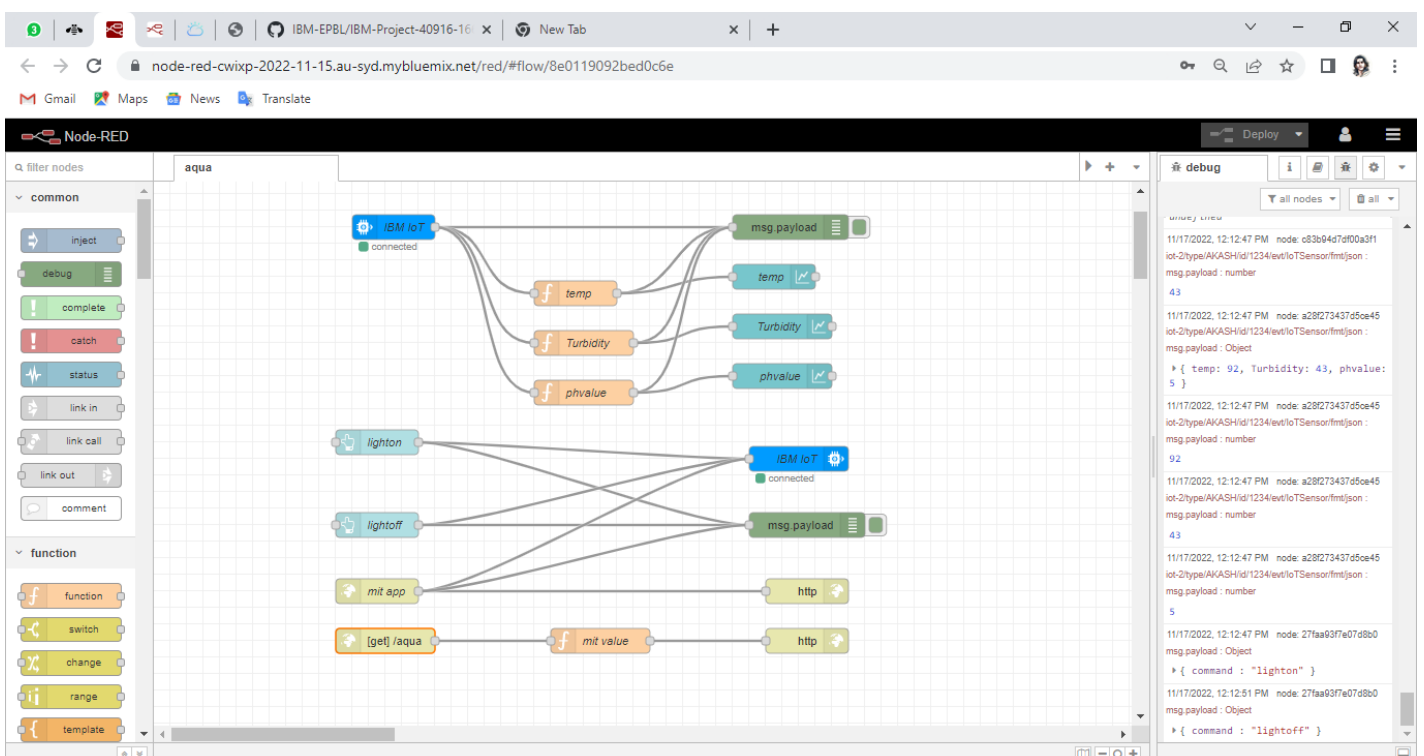 3
IBM-EPBL/IBM-Project-40916-16
New Tab
node-red-cwixp-2022-11-15.au-syd.mybluemix.net/red/#flow/8e0119092bed0c6e
Gmail
Maps
News
Translate
Node-RED
Deploy
filter nodes
aqua
debug
i
common
all nodes
all
inject
debug
complete
catch
status
link in
link call
link out
comment
function
function
switch
change
range
template
IBM IoT
connected
msg.payload
temp
temp
Turbidity
Turbidity
phvalue
phvalue
lighton
IBM IoT
connected
lightoff
msg.payload
mit app
http
[get] /aqua
mit value
http
undefined
11/17/2022, 12:12:47 PM node: c83b94d7df00a3f1
iot-2/type/AKASH/id/1234/evt/IoTSensor/fmt/json :
msg.payload : number
43
11/17/2022, 12:12:47 PM node: a28f273437d5ce45
iot-2/type/AKASH/id/1234/evt/IoTSensor/fmt/json :
msg.payload : Object
{ temp: 92, Turbidity: 43, phvalue:
5 }
11/17/2022, 12:12:47 PM node: a28f273437d5ce45
iot-2/type/AKASH/id/1234/evt/IoTSensor/fmt/json :
msg.payload : number
92
11/17/2022, 12:12:47 PM node: a28f273437d5ce45
iot-2/type/AKASH/id/1234/evt/IoTSensor/fmt/json :
msg.payload : number
43
11/17/2022, 12:12:47 PM node: a28f273437d5ce45
iot-2/type/AKASH/id/1234/evt/IoTSensor/fmt/json :
msg.payload : number
5
11/17/2022, 12:12:47 PM node: 27faa93f7e07d8b0
msg.payload : Object
{ command : "lighton" }
11/17/2022, 12:12:51 PM node: 27faa93f7e07d8b0
msg.payload : Object
{ command : "lightoff" }